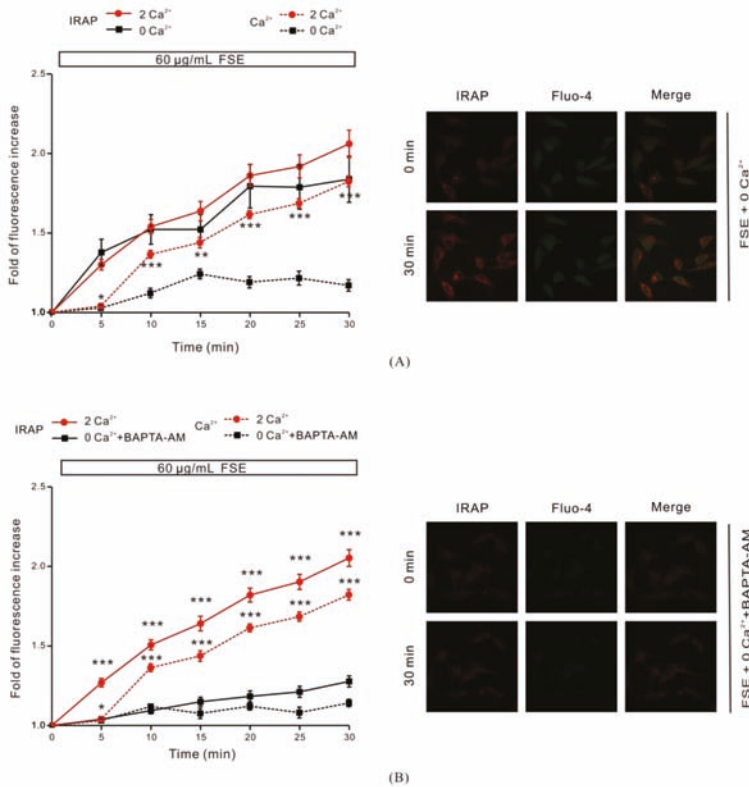 IRAP 2 Ca²⁺ Ca²⁺ 2 Ca²⁺
0 Ca²⁺ 0 Ca²⁺
60 μg/mL FSE
Fold of fluorescence increase
2.5
2.0
1.5
1.0
0 5 10 15 20 25 30
* *** ** *** *** ***
Time (min)
IRAP Fluo-4 Merge
0 min
30 min
FSE + 0 Ca²⁺
(A)
IRAP 2 Ca²⁺ Ca²⁺ 2 Ca²⁺
0 Ca²⁺+BAPTA-AM 0 Ca²⁺+BAPTA-AM
60 μg/mL FSE
Fold of fluorescence increase
2.5
2.0
1.5
1.0
0 5 10 15 20 25 30
*** *** *** *** *** ***
* *** *** *** *** ***
Time (min)
IRAP Fluo-4 Merge
0 min
30 min
FSE + 0 Ca²⁺+BAPTA-AM
(B)